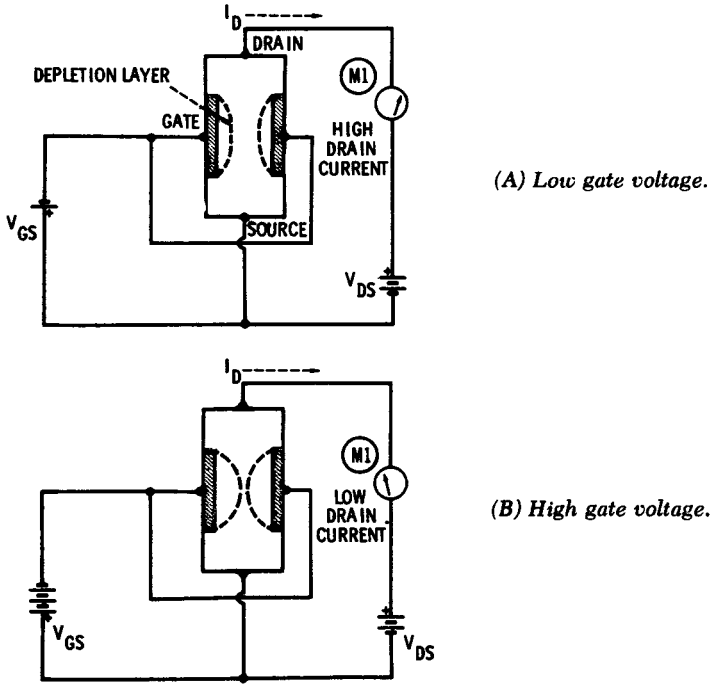 I_D
DRAIN
DEPLETION LAYER
M1
GATE
HIGH
DRAIN
CURRENT
(A) Low gate voltage.
+
V_GS
SOURCE
+
V_DS
I_D
M1
LOW
DRAIN
CURRENT
(B) High gate voltage.
+
V_GS
+
V_DS